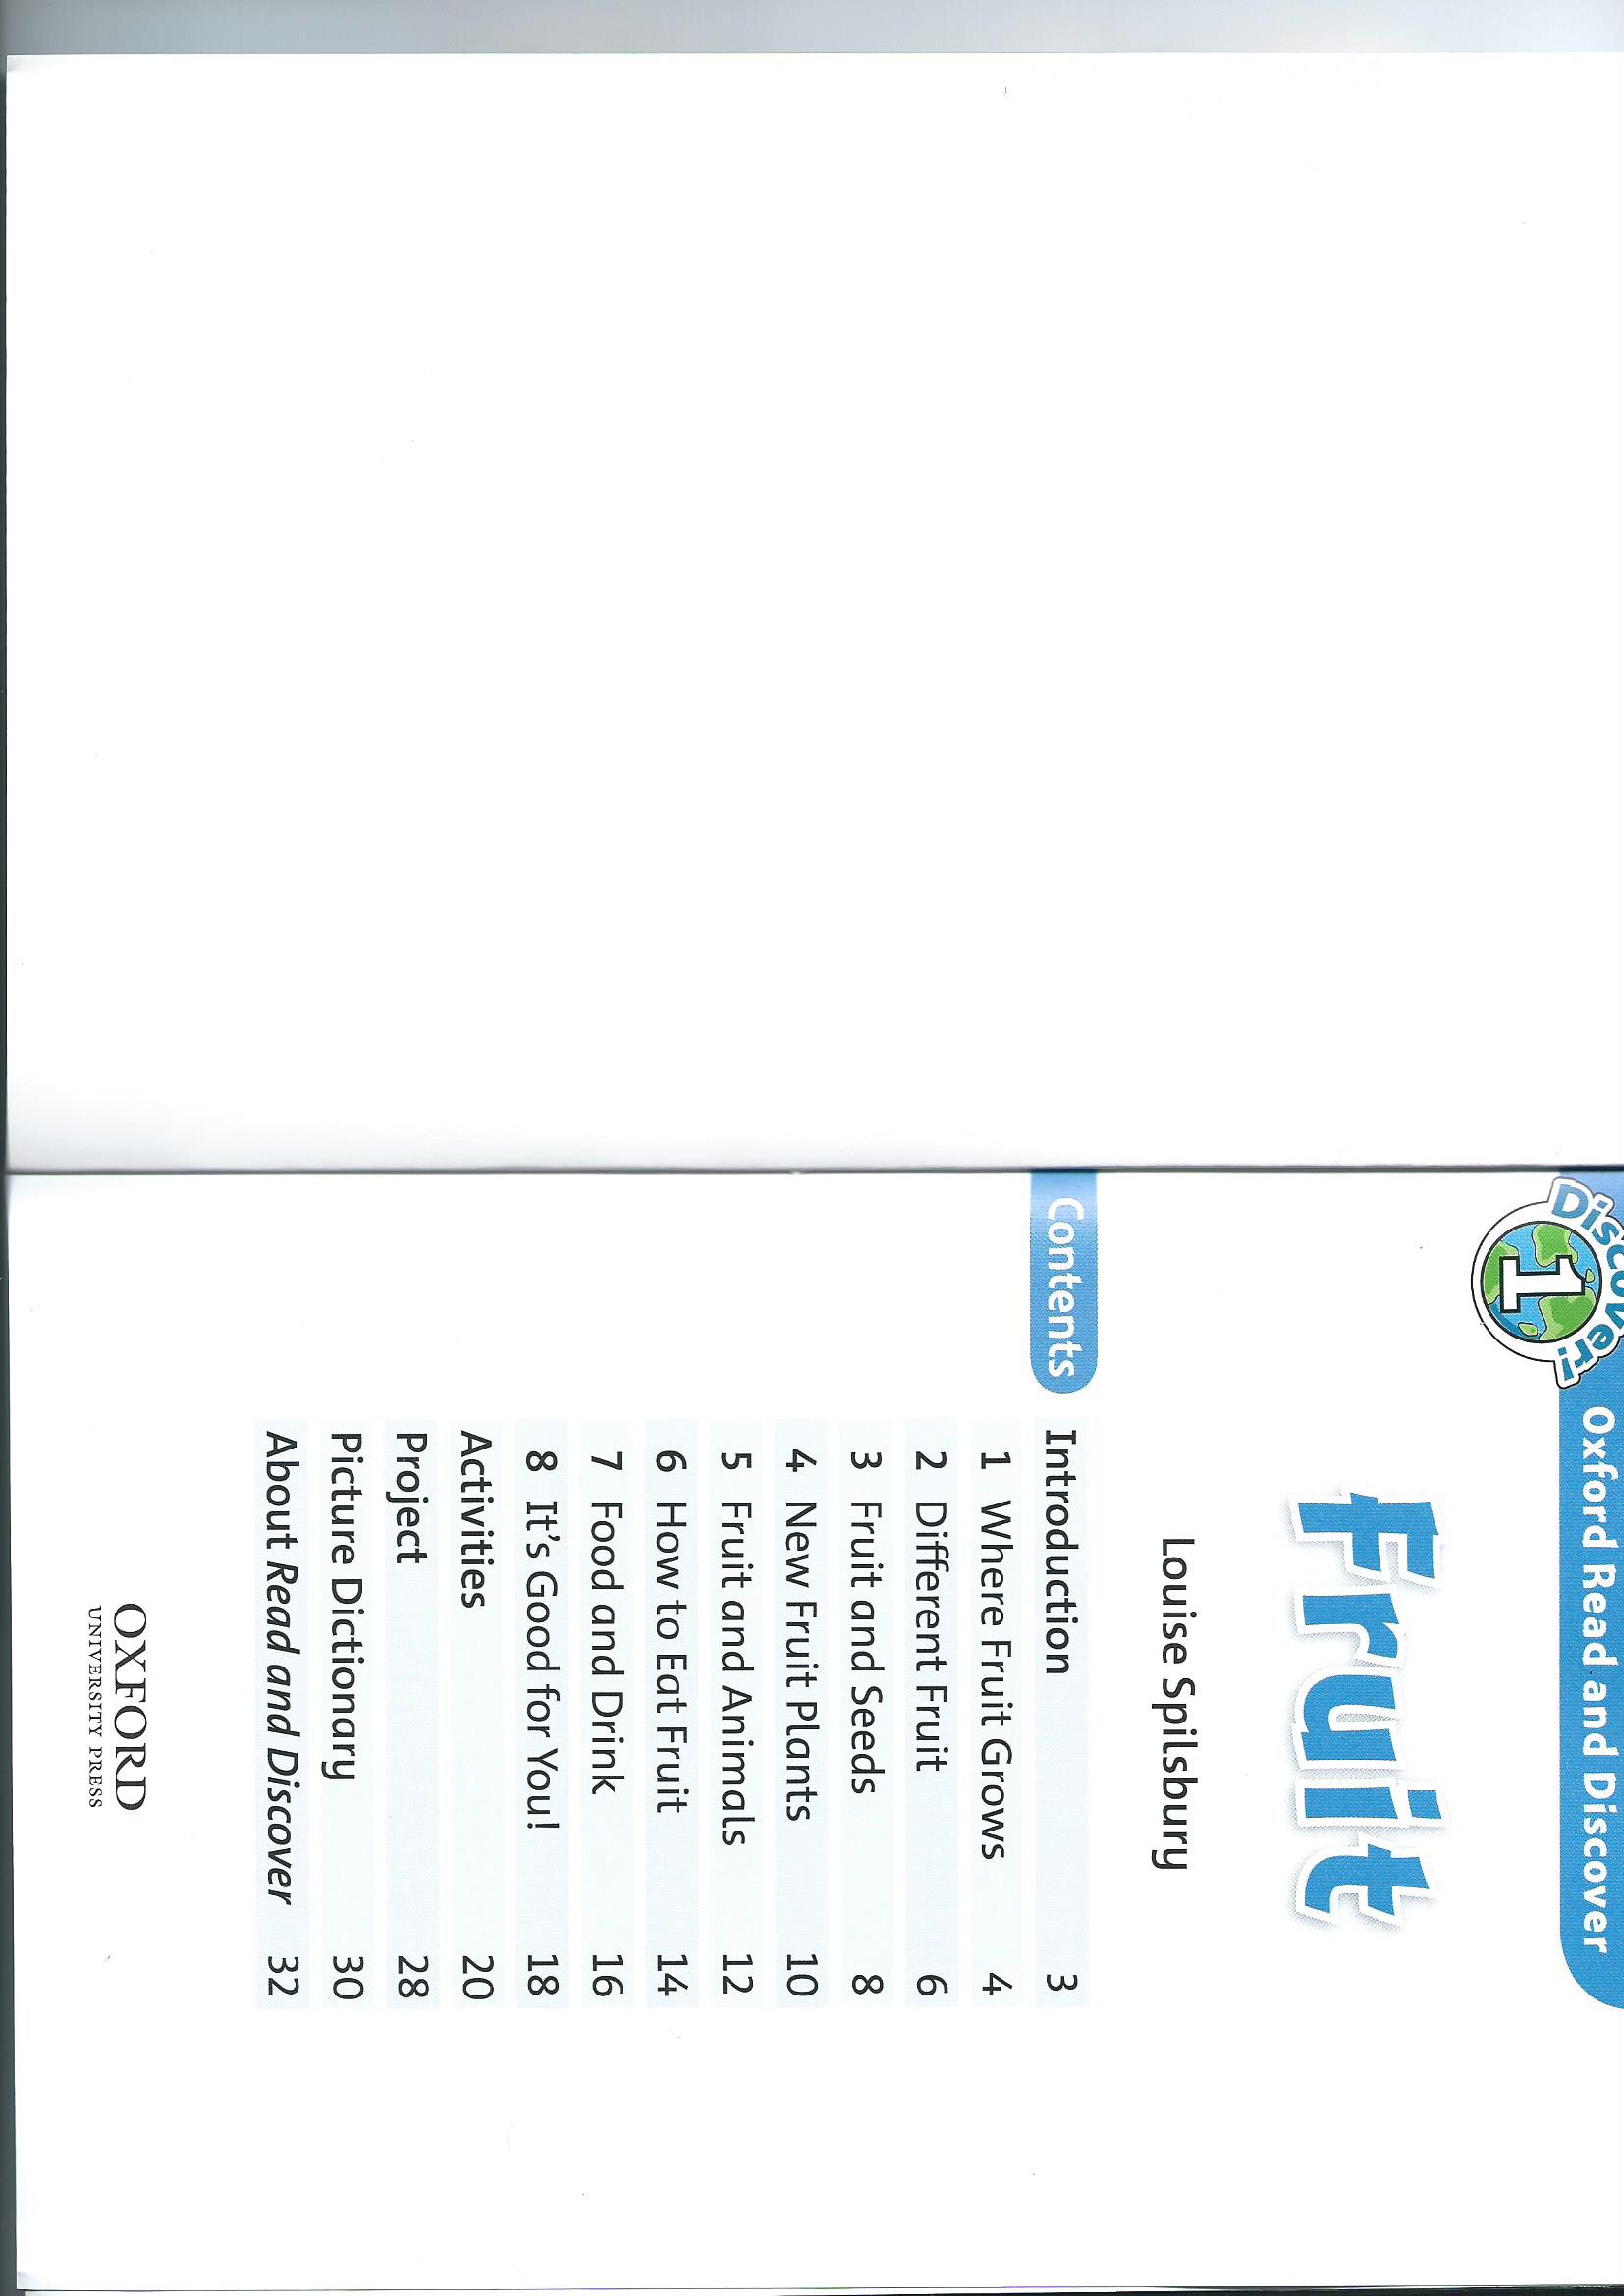 Discover!
1
Oxford Read and Discover
Fruit
Louise Spilsbury
Contents
Introduction 3
1 Where Fruit Grows 4
2 Different Fruit 6
3 Fruit and Seeds 8
4 New Fruit Plants 10
5 Fruit and Animals 12
6 How to Eat Fruit 14
7 Food and Drink 16
8 It's Good for You! 18
Activities 20
Project 28
Picture Dictionary 30
About Read and Discover 32
OXFORD
UNIVERSITY PRESS